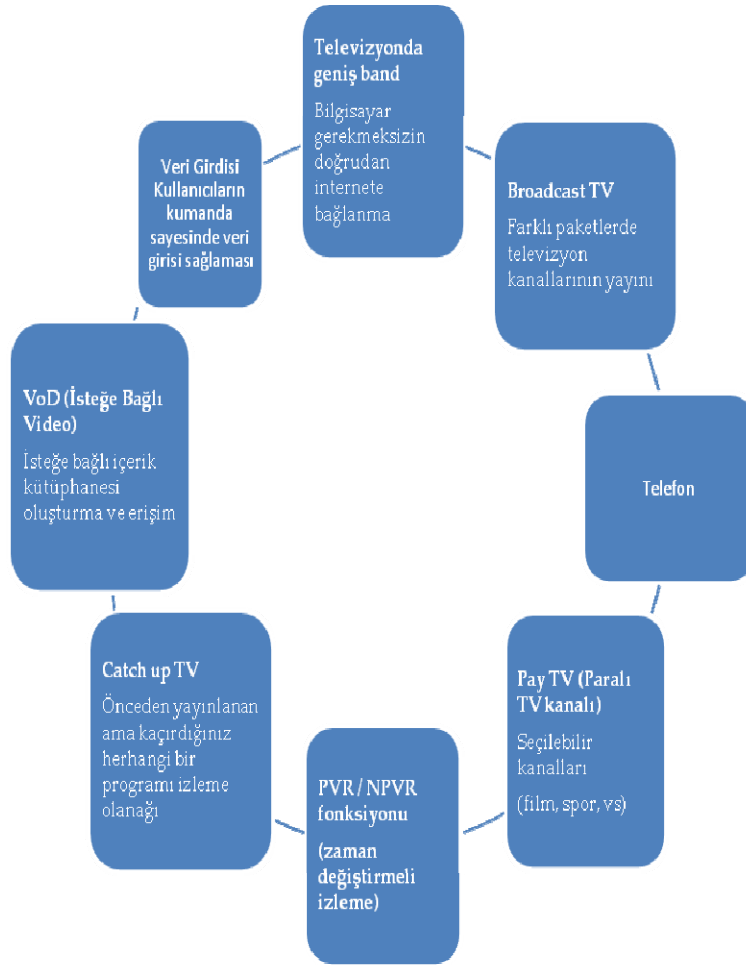 Televizyonda
geniş band
Bilgisayar
gerekmeksizin
doğrudan
internete
bağlanma
Broadcast TV
Farklı paketlerde
televizyon
kanallarının yayını
Telefon
Pay TV (Paralı
TV kanalı)
Seçilebilir
kanalları
(film, spor, vs)
PVR / NPVR
fonksiyonu
(zaman
değiştirmeli
izleme)
Catch up TV
Önceden yayınlanan
ama kaçırdığınız
herhangi bir
programı izleme
olanağı
VoD (İsteğe Bağlı
Video)
İsteğe bağlı içerik
kütüphanesi
oluşturma ve erişim
Veri Girdisi
Kullanıcıların
kumanda
sayesinde veri
girisi sağlaması